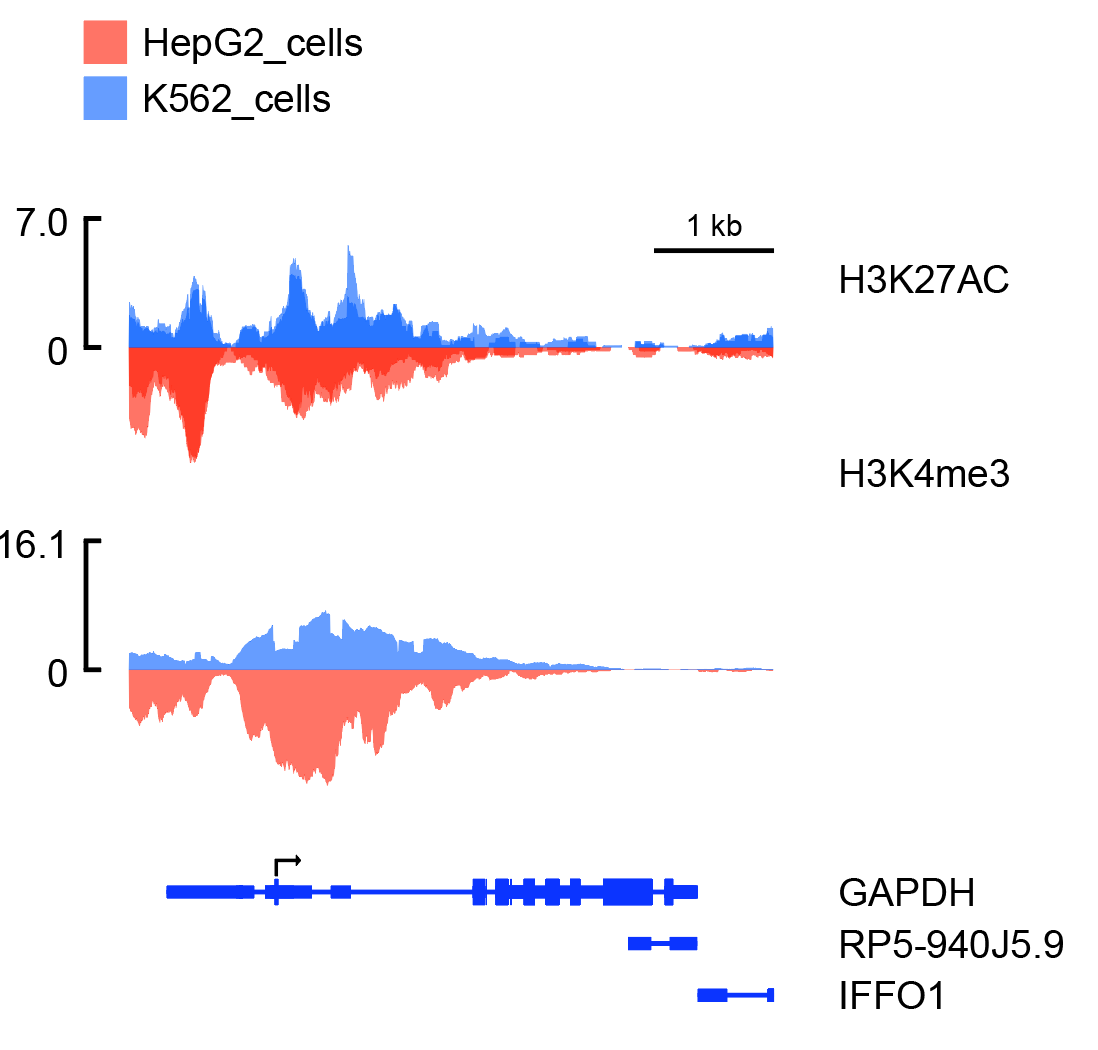 HepG2_cells
K562_cells
7.0
1 kb
H3K27AC
0
H3K4me3
16.1
0
GAPDH
RP5-940J5.9
IFFO1